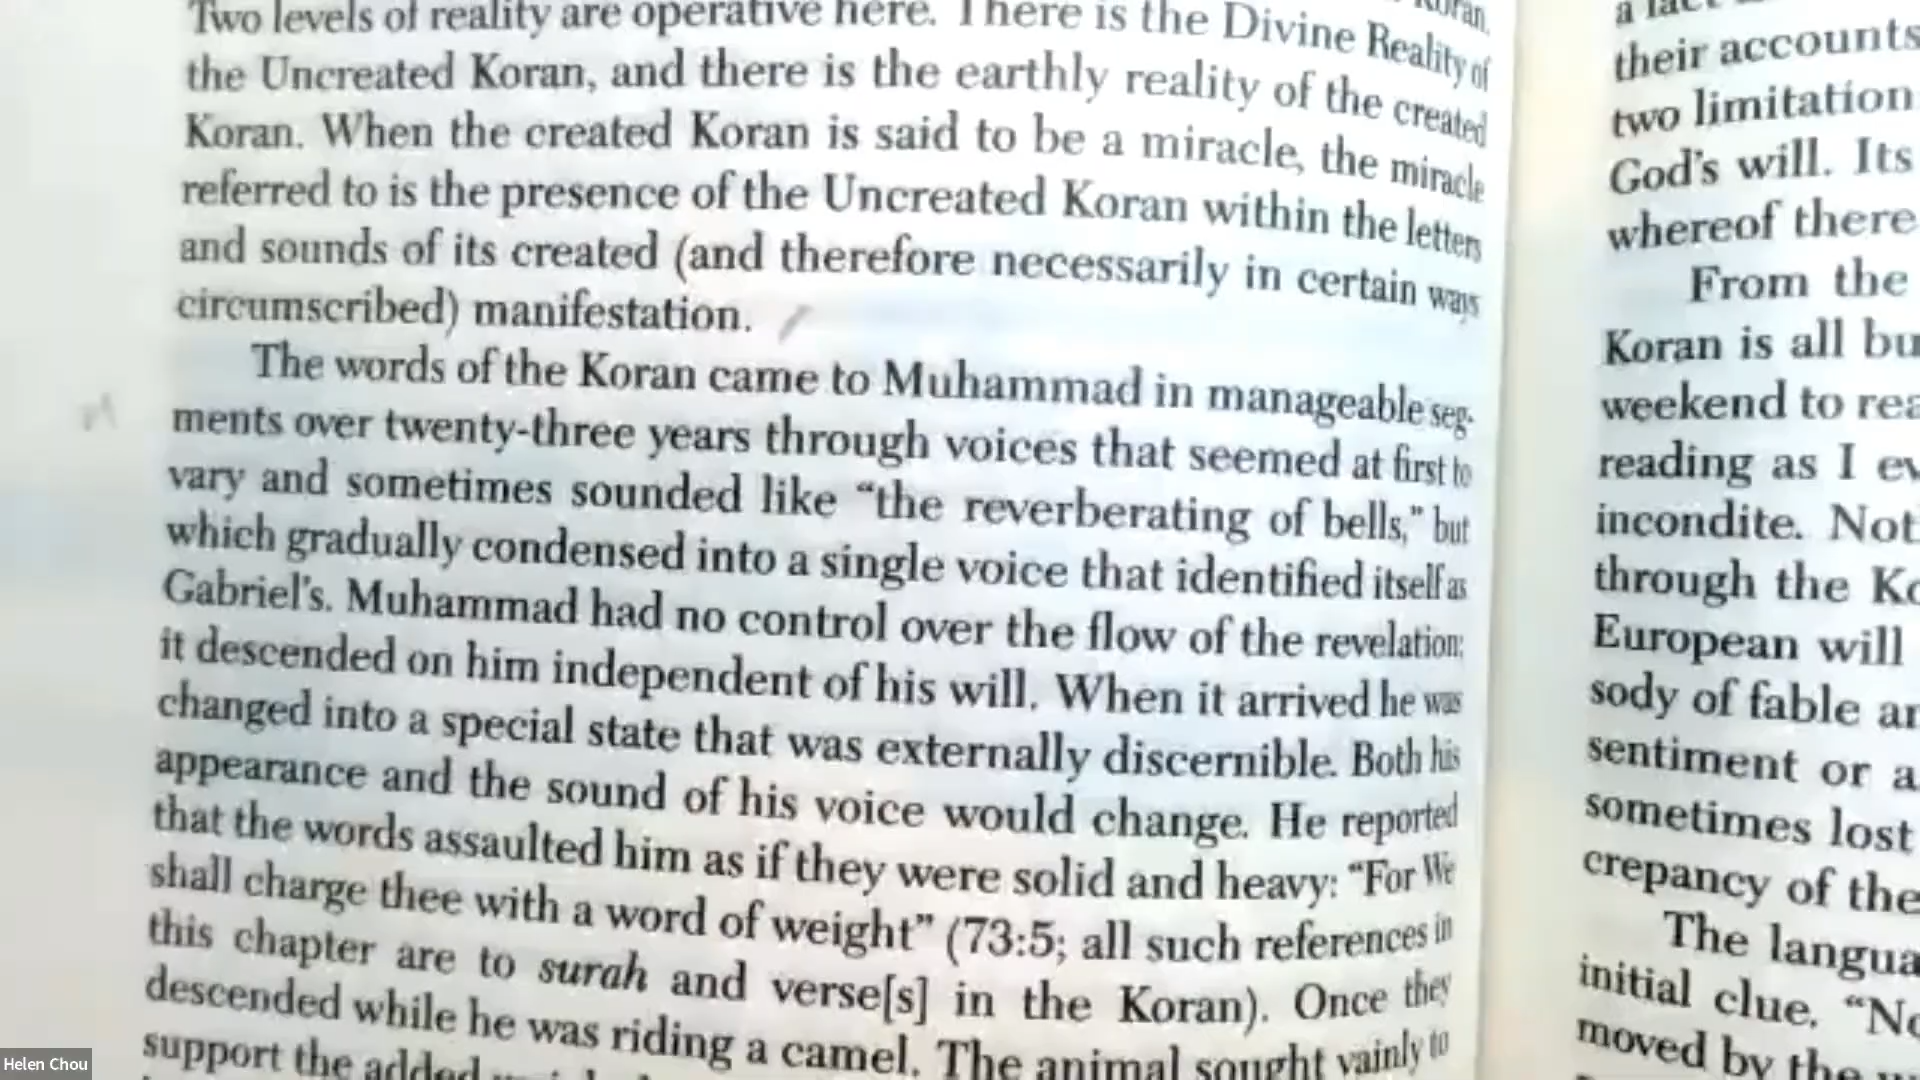 Koran.
Two levels of reality are operative here. There is the Divine Reality of
the Uncreated Koran, and there is the earthly reality of the created
Koran. When the created Koran is said to be a miracle, the miracle
referred to is the presence of the Uncreated Koran within the letters
and sounds of its created (and therefore necessarily in certain ways
circumscribed) manifestation.
The words of the Koran came to Muhammad in manageable seg-
ments over twenty-three years through voices that seemed at first to
vary and sometimes sounded like “the reverberating of bells,” but
which gradually condensed into a single voice that identified itself as
Gabriel’s. Muhammad had no control over the flow of the revelation;
it descended on him independent of his will. When it arrived he was
changed into a special state that was externally discernible. Both his
appearance and the sound of his voice would change. He reported
that the words assaulted him as if they were solid and heavy: “For We
shall charge thee with a word of weight” (73:5; all such references in
this chapter are to surah and verse[s] in the Koran). Once they
descended while he was riding a camel. The animal sought vainly to
support the added
a
their accounts
two limitation
God’s will. Its
whereof there
From the
Koran is all bu
weekend to rea
reading as I ev
incondite. Not
through the Ko
European will
sody of fable an
sentiment or a
sometimes lost
crepancy of the
The langua
initial clue. “No
moved by the
Helen Chou